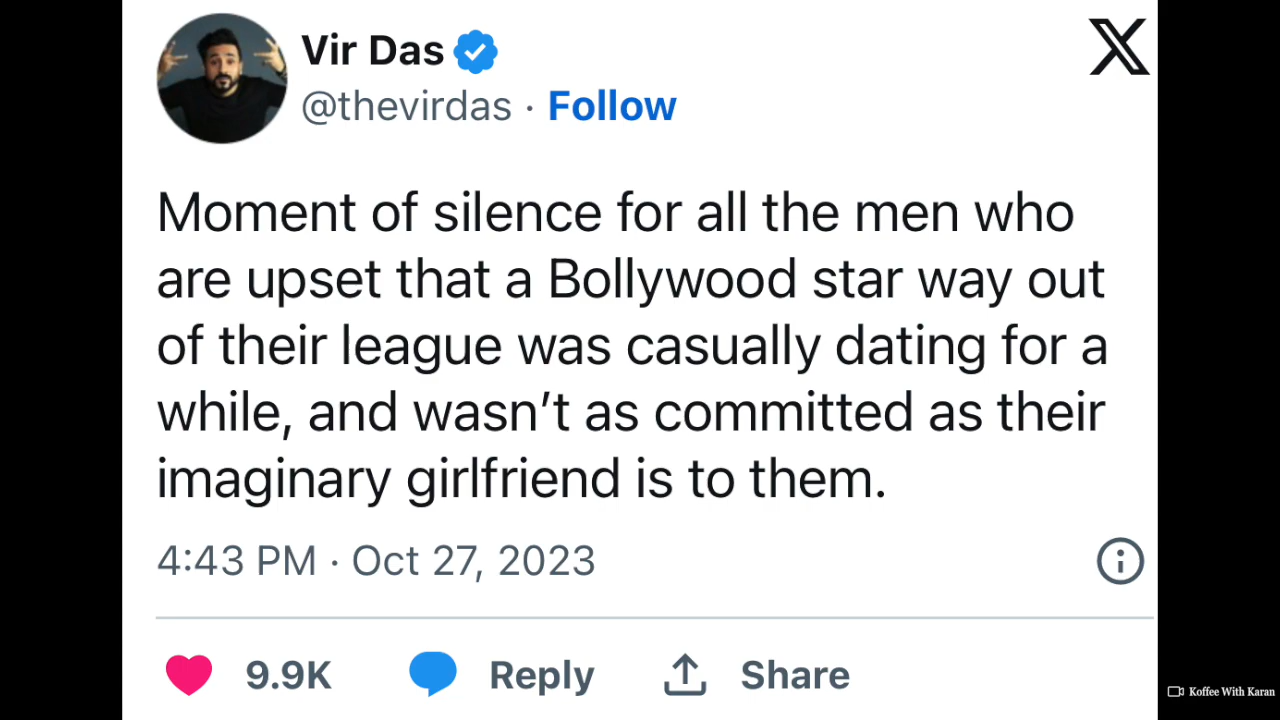 Vir Das
@thevirdas · Follow
Moment of silence for all the men who
are upset that a Bollywood star way out
of their league was casually dating for a
while, and wasn’t as committed as their
imaginary girlfriend is to them.
4:43 PM · Oct 27, 2023
9.9K Reply Share
Koffee With Karan